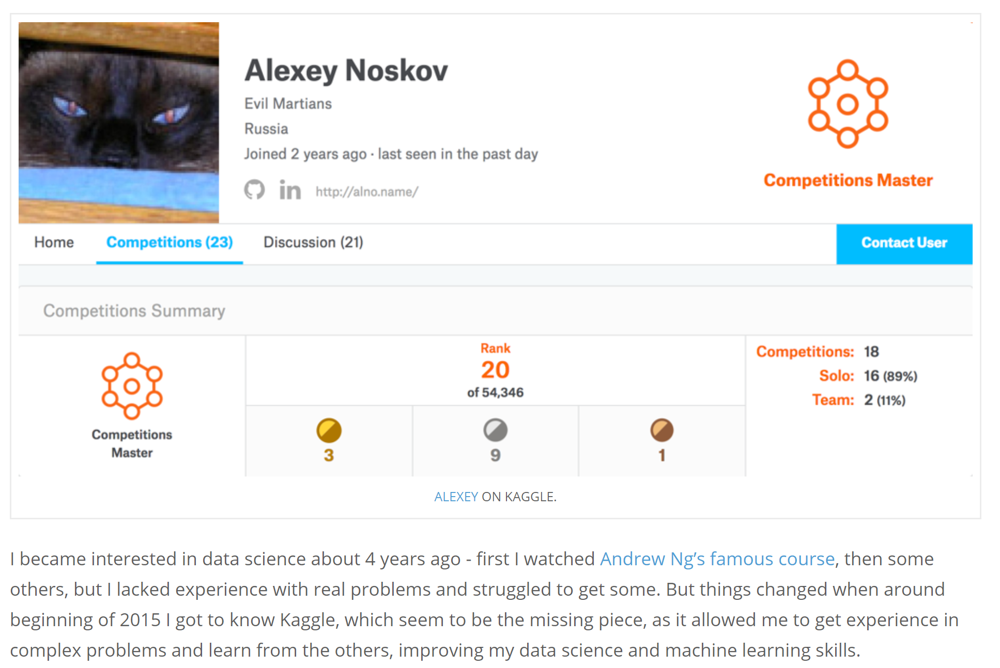 Alexey Noskov
Evil Martians
Russia
Joined 2 years ago · last seen in the past day
in http://alno.name/
Competitions Master
Home Competitions (23) Discussion (21) Contact User
Competitions Summary
Competitions
Master
Rank
20
of 54,346
3 9 1
Competitions: 18
Solo: 16 (89%)
Team: 2 (11%)
ALEXEY ON KAGGLE.
I became interested in data science about 4 years ago - first I watched Andrew Ng’s famous course, then some
others, but I lacked experience with real problems and struggled to get some. But things changed when around
beginning of 2015 I got to know Kaggle, which seem to be the missing piece, as it allowed me to get experience in
complex problems and learn from the others, improving my data science and machine learning skills.